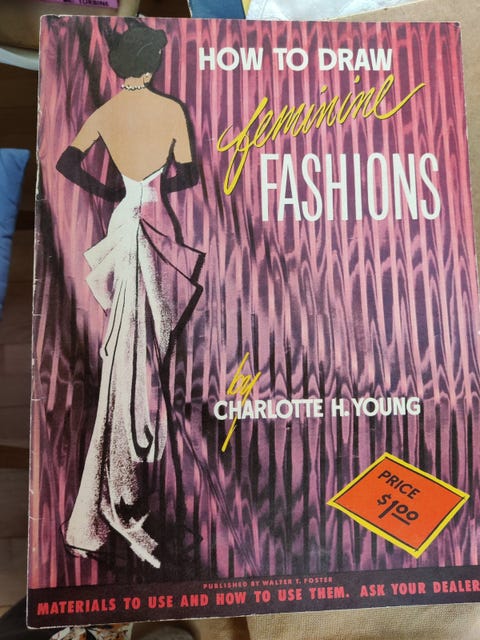 TURBINE
HOW TO DRAW
feminine
FASHIONS
by
CHARLOTTE H. YOUNG
PRICE
$1.00
PUBLISHED BY WALTER T. FOSTER
MATERIALS TO USE AND HOW TO USE THEM. ASK YOUR DEALER